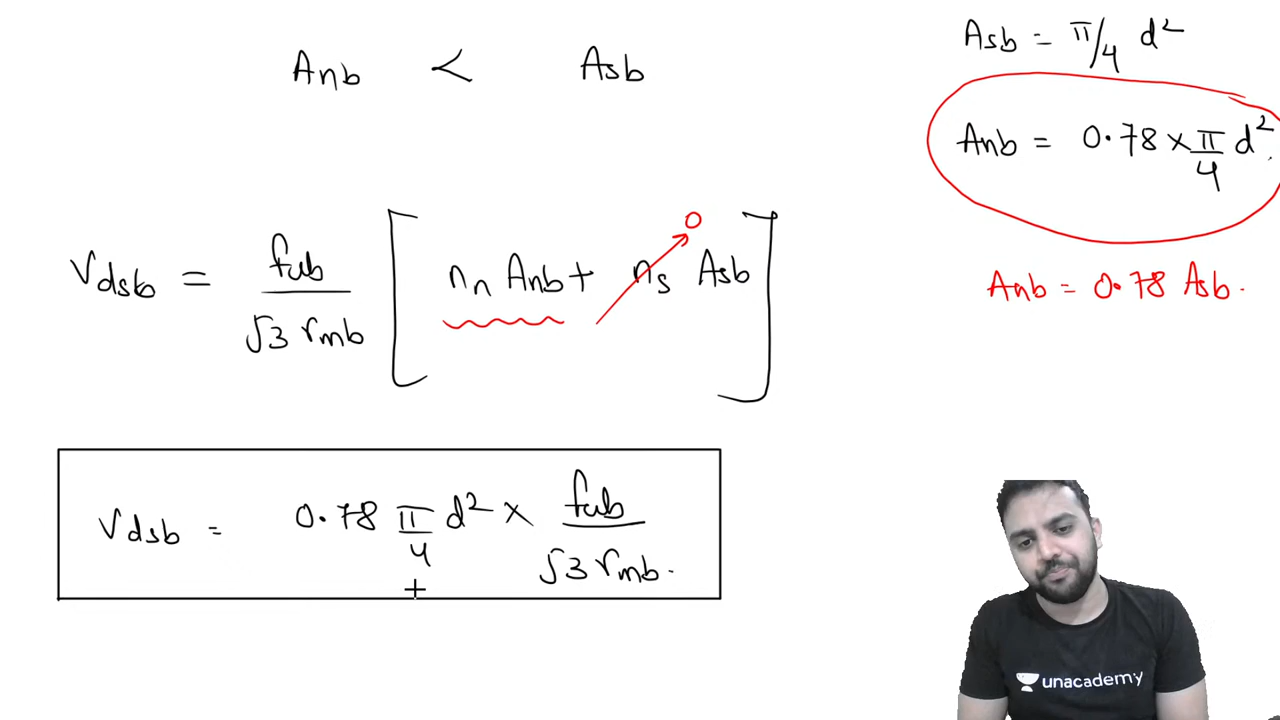 Anb < Asb
Asb = π/4 d²
Anb = 0.78 × π/4 d²
Vdsb = fub/√3 γmb [ nn Anb + ns Asb ] 0
Anb = 0.78 Asb.
Vdsb = 0.78 π/4 d² × fub/√3 γmb.
unacademy